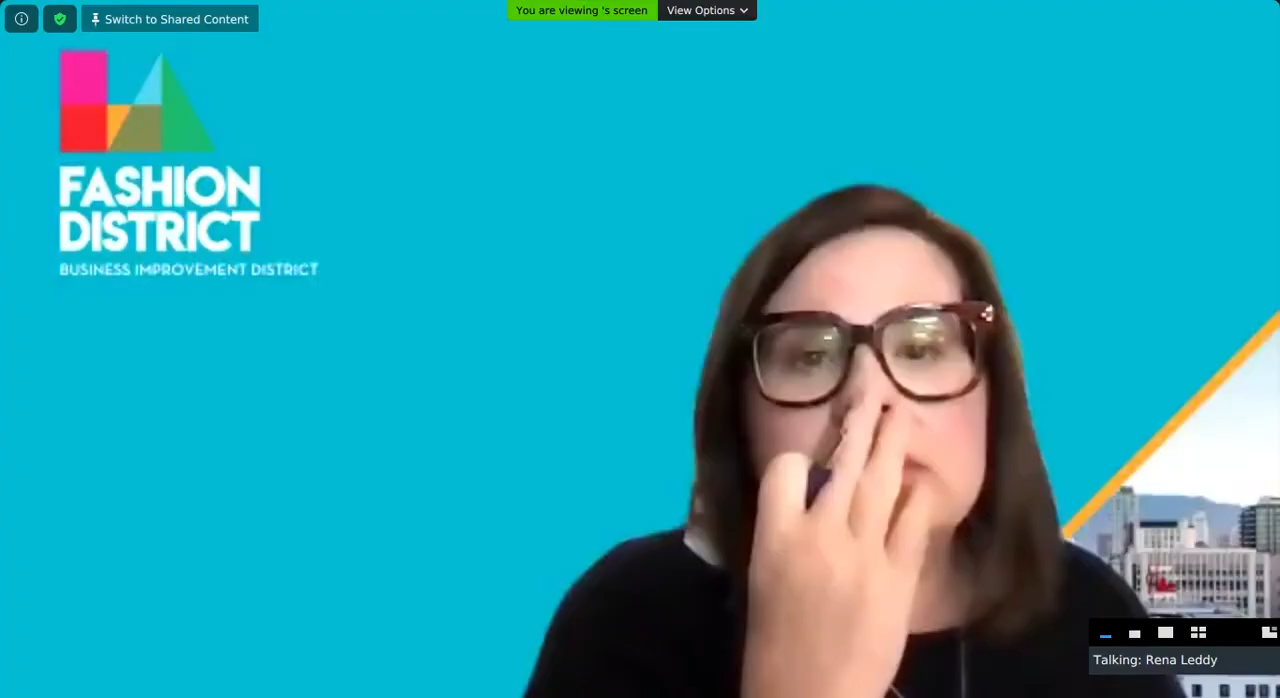 Switch to Shared Content
You are viewing 's screen
View Options
FASHION
DISTRICT
BUSINESS IMPROVEMENT DISTRICT
Talking: Rena Leddy